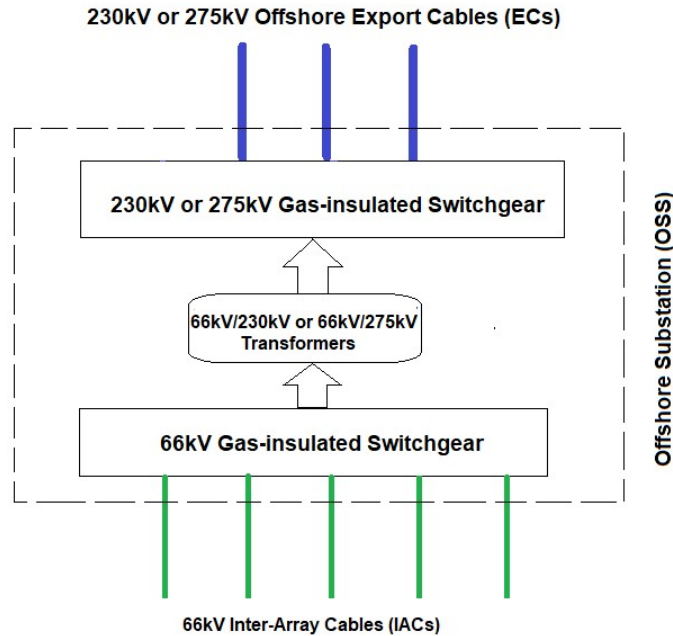 230kV or 275kV Offshore Export Cables (ECs)
230kV or 275kV Gas-insulated Switchgear
66kV/230kV or 66kV/275kV
Transformers
66kV Gas-insulated Switchgear
Offshore Substation (OSS)
66kV Inter-Array Cables (IACs)